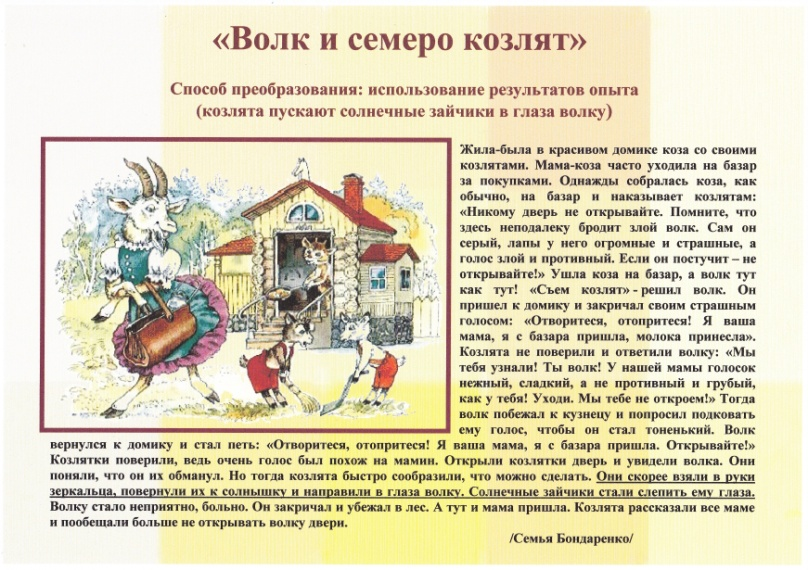 «Волк и семеро козлят»
Способ преобразования: использование результатов опыта
(козлята пускают солнечные зайчики в глаза волку)
Жила-была в красивом домике коза со своими
козлятами. Мама-коза часто уходила на базар
за покупками. Однажды собралась коза, как
обычно, на базар и наказывает козлятам:
«Никому дверь не открывайте. Помните, что
здесь неподалеку бродит злой волк. Сам он
серый, лапы у него огромные и страшные, а
голос злой и противный. Если он постучит – не
открывайте!» Ушла коза на базар, а волк тут
как тут! «Съем козлят» - решил волк. Он
пришел к домику и закричал своим страшным
голосом: «Отворитеся, отопритеся! Я ваша
мама, я с базара пришла, молока принесла».
Козлята не поверили и ответили волку: «Мы
тебя узнали! Ты волк! У нашей мамы голосок
нежный, сладкий, а не противный и грубый,
как у тебя! Уходи. Мы тебе не откроем!» Тогда
волк побежал к кузнецу и попросил подковать
ему голос, чтобы он стал тоненький. Волк
вернулся к домику и стал петь: «Отворитеся, отопритеся! Я ваша мама, я с базара пришла. Открывайте!»
Козлятки поверили, ведь очень голос был похож на мамин. Открыли козлятки дверь и увидели волка. Они
поняли, что он их обманул. Но тогда козлята быстро сообразили, что можно сделать. Они скорее взяли в руки
зеркальца, повернули их к солнышку и направили в глаза волку. Солнечные зайчики стали слепить ему глаза.
Волку стало неприятно, больно. Он закричал и убежал в лес. А тут и мама пришла. Козлята рассказали все маме
и пообещали больше не открывать волку двери.
/Семья Бондаренко/